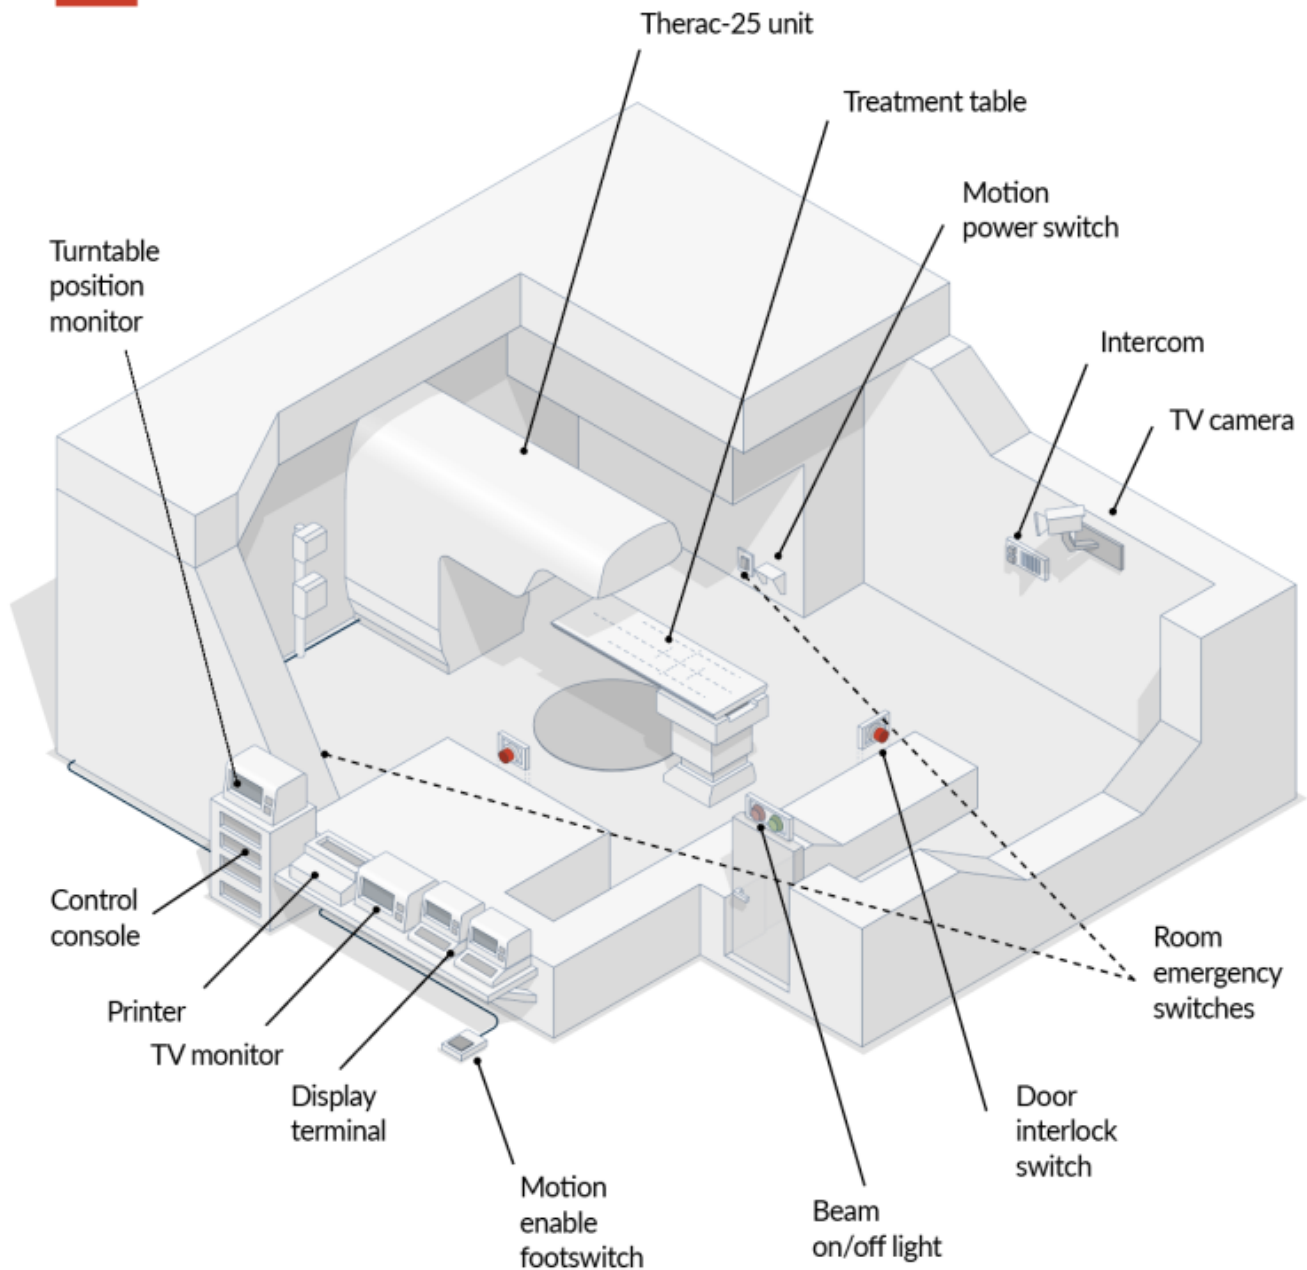 Therac-25 unit
Treatment table
Motion
power switch
Turntable
position
monitor
Intercom
TV camera
Control
console
Printer
TV monitor
Display
terminal
Motion
enable
footswitch
Beam
on/off light
Door
interlock
switch
Room
emergency
switches